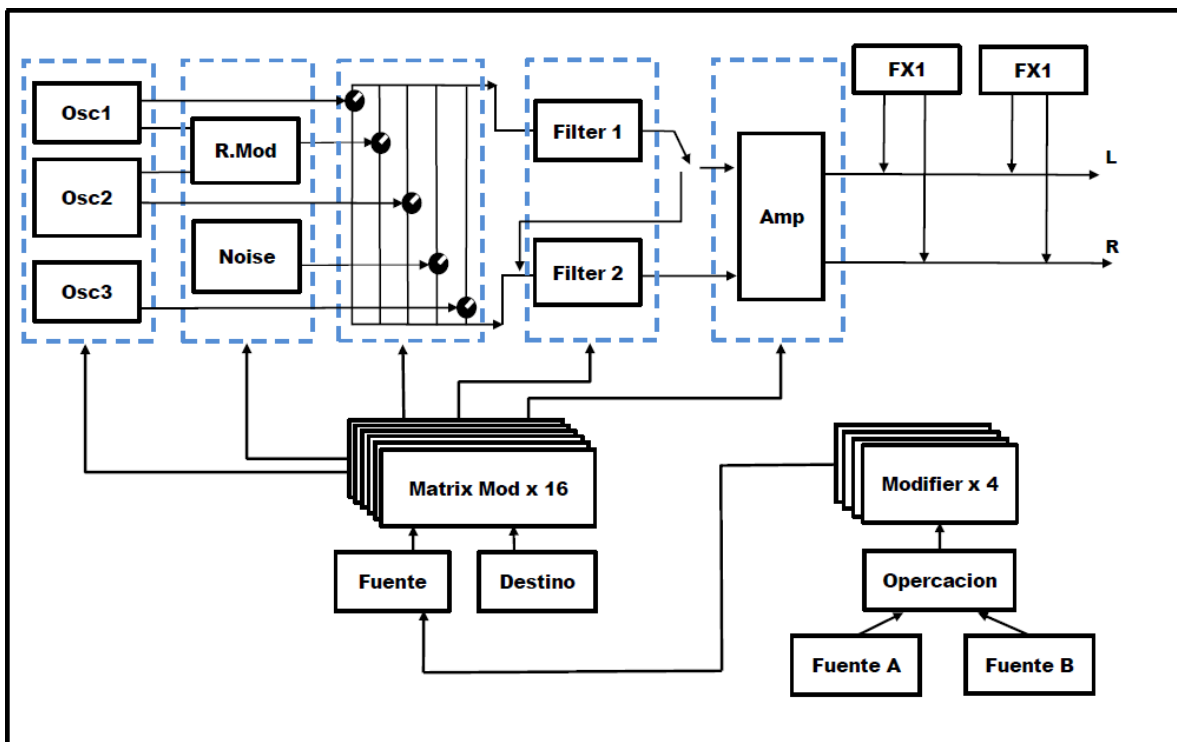 FX1
FX1
Osc1
R.Mod
Osc2
Noise
Osc3
Filter 1
Filter 2
Amp
L
R
Matrix Mod x 16
Fuente
Destino
Modifier x 4
Opercacion
Fuente A
Fuente B